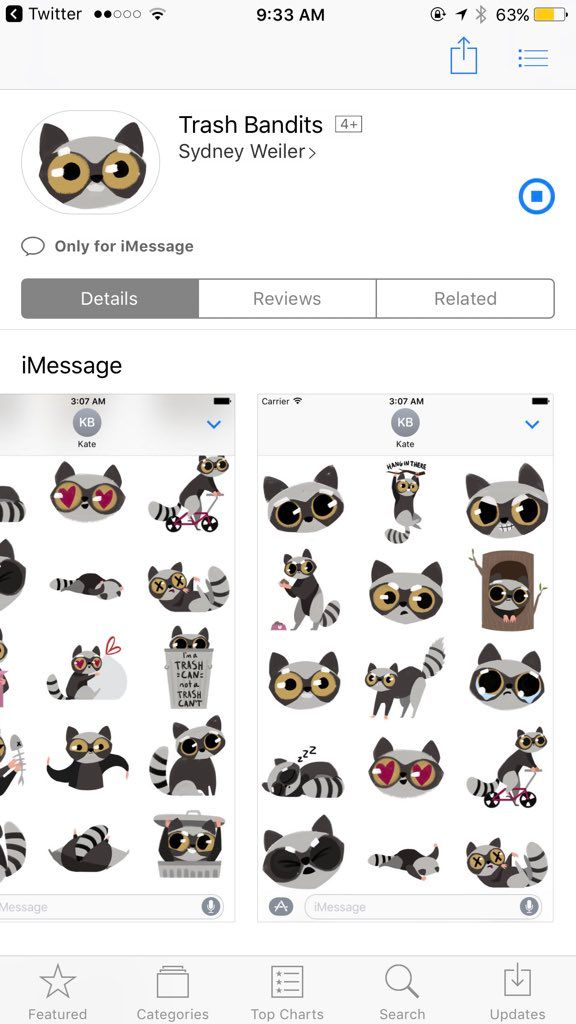 Twitter 9:33 AM 63%
Trash Bandits 4+
Sydney Weiler
Only for iMessage
Details Reviews Related
iMessage
3:07 AM
KB
Kate
I'm a
TRASH
CAN
not a
TRASH
CAN'T
Message
Carrier 3:07 AM
KB
Kate
HANG IN THERE
zzZ
iMessage
Featured Categories Top Charts Search Updates